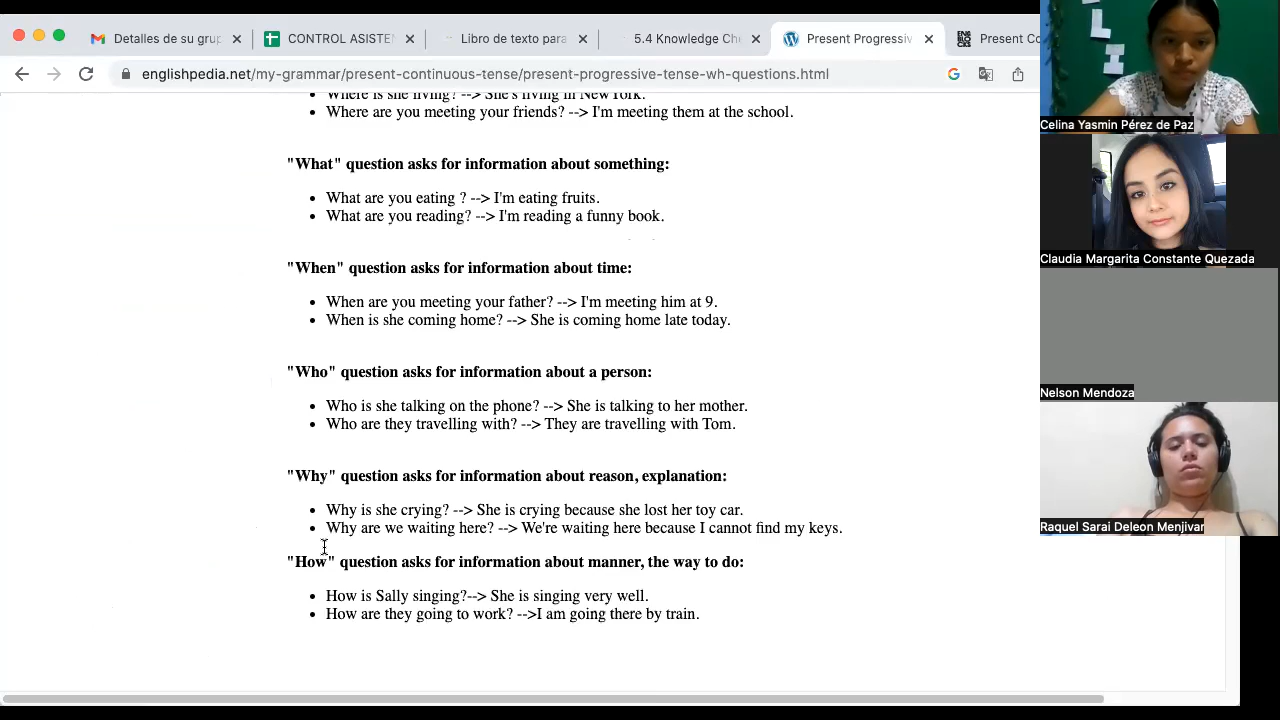 Detalles de su grup
CONTROL ASISTEN
Libro de texto para
5.4 Knowledge Che
Present Progressiv
Present Co
englishpedia.net/my-grammar/present-continuous-tense/present-progressive-tense-wh-questions.html
Where is she living? --> She's living in New York.
Where are you meeting your friends? --> I'm meeting them at the school.
"What" question asks for information about something:
What are you eating ? --> I'm eating fruits.
What are you reading? --> I'm reading a funny book.
"When" question asks for information about time:
When are you meeting your father? --> I'm meeting him at 9.
When is she coming home? --> She is coming home late today.
"Who" question asks for information about a person:
Who is she talking on the phone? --> She is talking to her mother.
Who are they travelling with? --> They are travelling with Tom.
"Why" question asks for information about reason, explanation:
Why is she crying? --> She is crying because she lost her toy car.
Why are we waiting here? --> We're waiting here because I cannot find my keys.
"How" question asks for information about manner, the way to do:
How is Sally singing?--> She is singing very well.
How are they going to work? -->I am going there by train.
L
I
Celina Yasmin Pérez de Paz
Claudia Margarita Constante Quezada
Nelson Mendoza
Raquel Sarai Deleon Menjivar